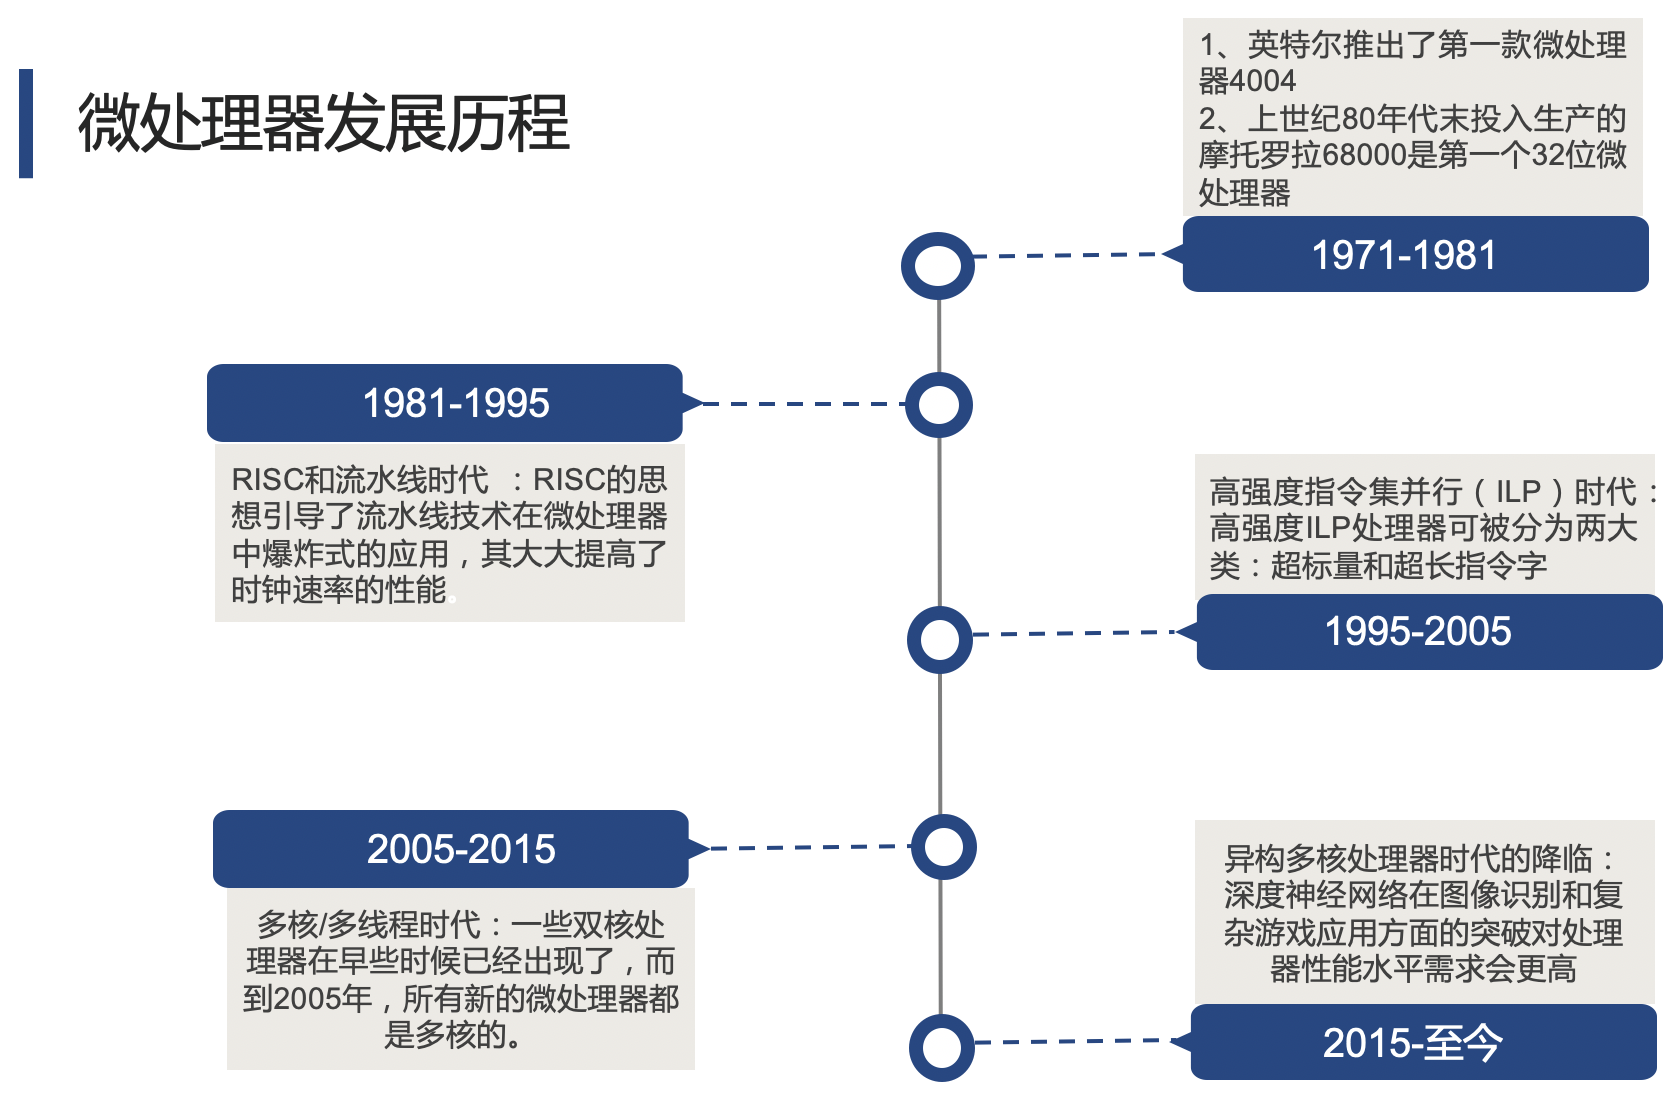 微处理器发展历程
1、英特尔推出了第一款微处理
器4004
2、上世纪80年代末投入生产的
摩托罗拉68000是第一个32位微
处理器
1971-1981
1981-1995
RISC和流水线时代 ：RISC的思
想引导了流水线技术在微处理器
中爆炸式的应用，其大大提高了
时钟速率的性能。
高强度指令集并行（ILP）时代：
高强度ILP处理器可被分为两大
类：超标量和超长指令字
1995-2005
2005-2015
多核/多线程时代：一些双核处
理器在早些时候已经出现了，而
到2005年，所有新的微处理器都
是多核的。
异构多核处理器时代的降临：
深度神经网络在图像识别和复
杂游戏应用方面的突破对处理
器性能水平需求会更高
2015-至今